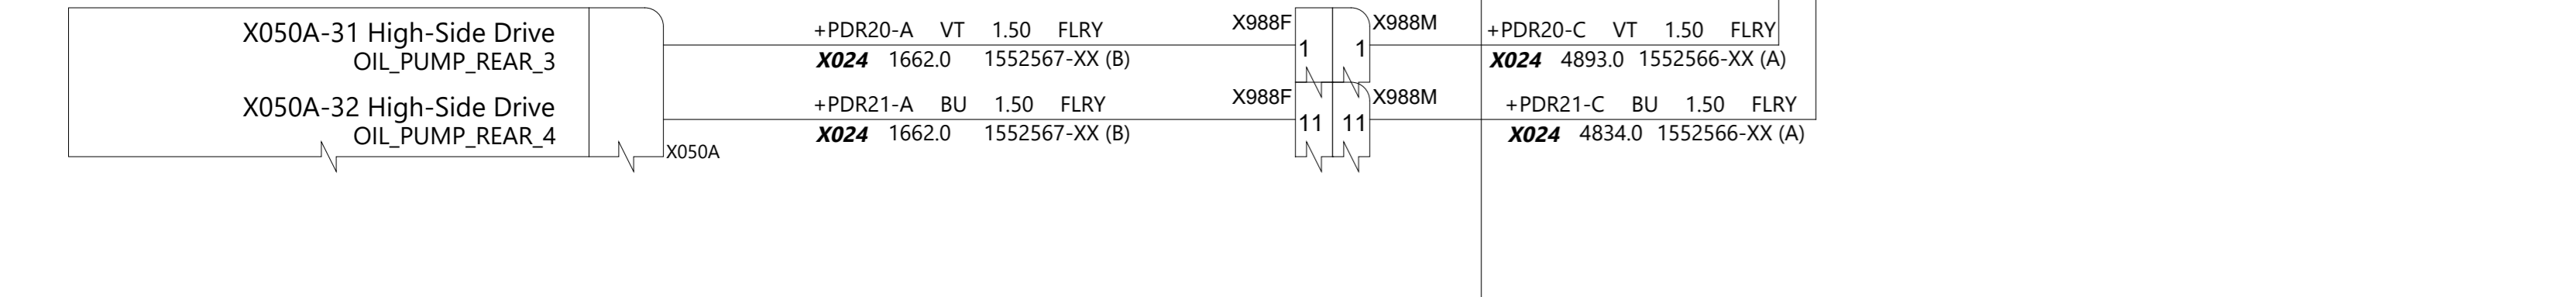 X050A-31 High-Side Drive
OIL_PUMP_REAR_3
+PDR20-A VT 1.50 FLRY
X024 1662.0 1552567-XX (B)
X988F
1
1
X988M
+PDR20-C VT 1.50 FLRY
X024 4893.0 1552566-XX (A)
X050A-32 High-Side Drive
OIL_PUMP_REAR_4
X050A
+PDR21-A BU 1.50 FLRY
X024 1662.0 1552567-XX (B)
X988F
11
11
X988M
+PDR21-C BU 1.50 FLRY
X024 4834.0 1552566-XX (A)